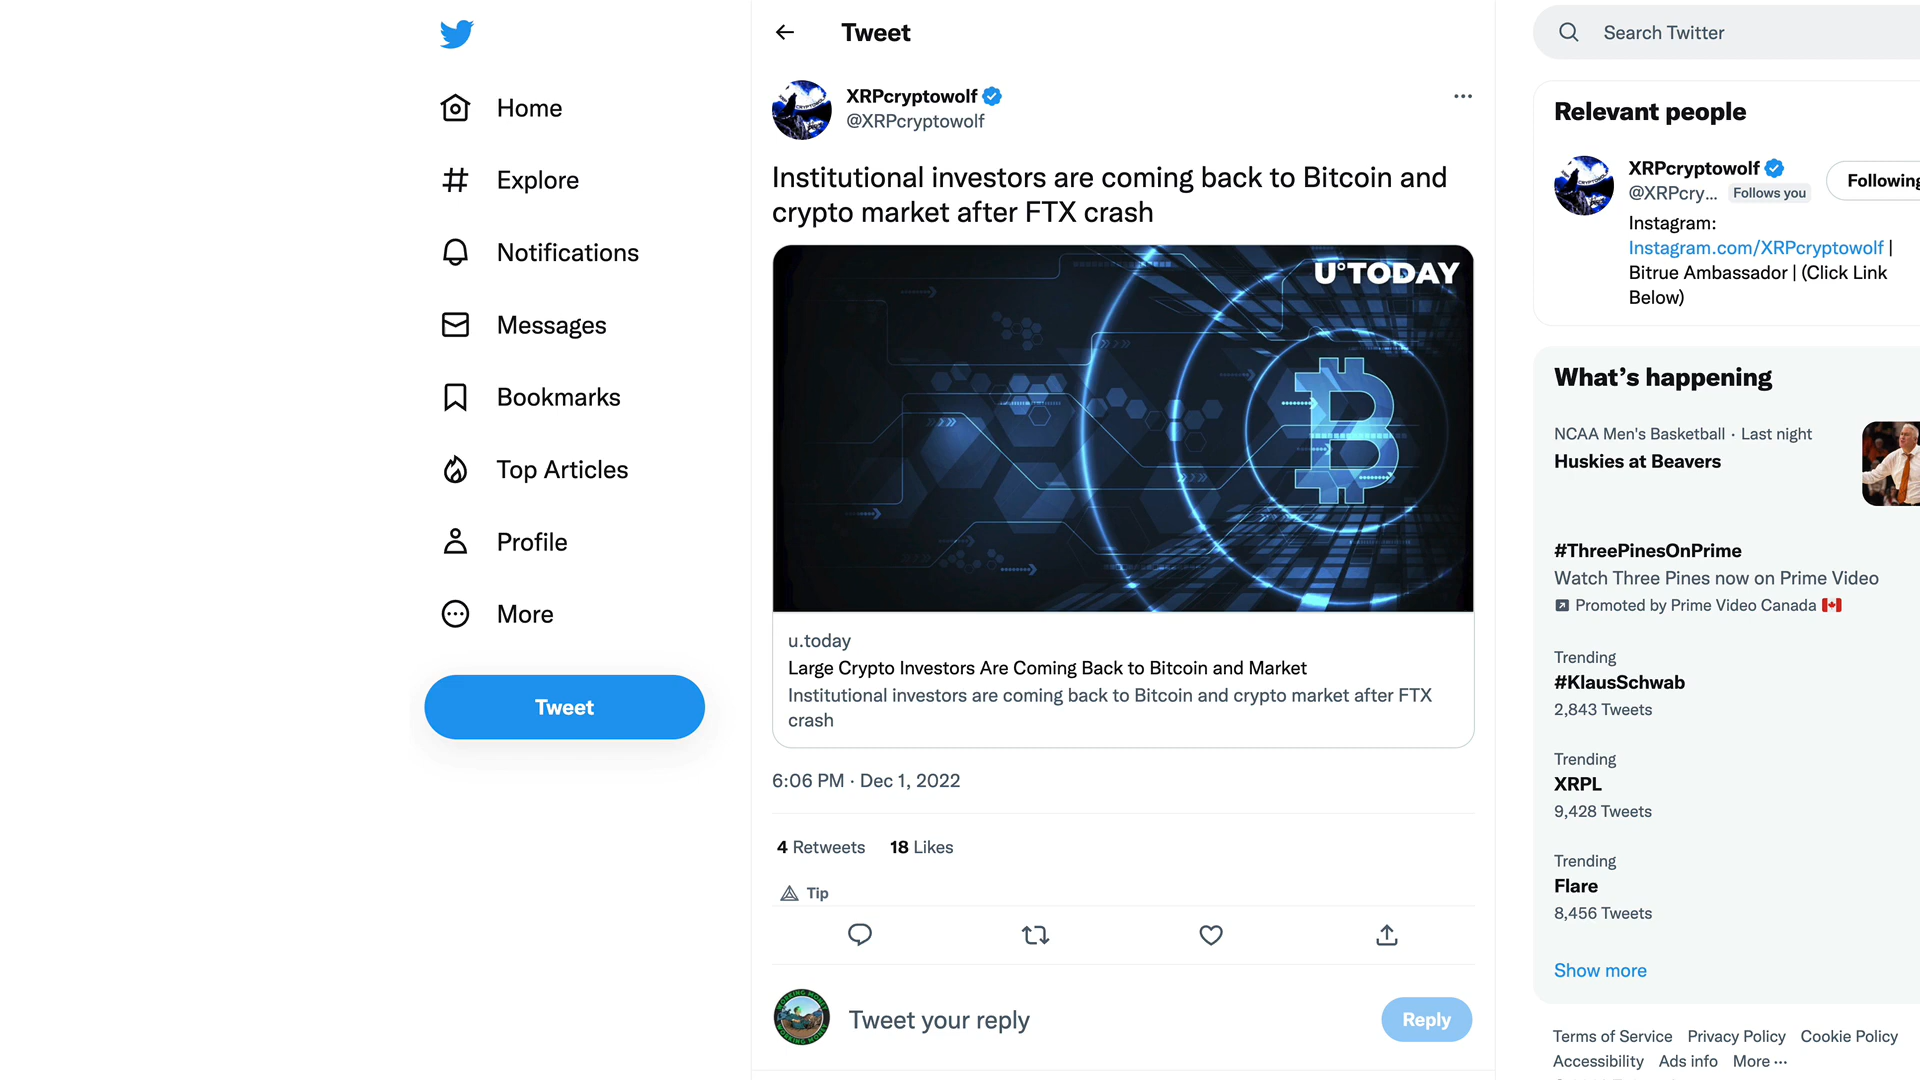 Home
Explore
Notifications
Messages
Bookmarks
Top Articles
Profile
More
Tweet
Tweet
XRPcryptowolf
@XRPcryptowolf
Institutional investors are coming back to Bitcoin and
crypto market after FTX crash
U°TODAY
u.today
Large Crypto Investors Are Coming Back to Bitcoin and Market
Institutional investors are coming back to Bitcoin and crypto market after FTX
crash
6:06 PM · Dec 1, 2022
4 Retweets 18 Likes
Tip
Tweet your reply
Reply
Search Twitter
Relevant people
XRPcryptowolf
@XRPcry... Follows you
Following
Instagram:
Instagram.com/XRPcryptowolf |
Bitrue Ambassador | (Click Link
Below)
What's happening
NCAA Men's Basketball · Last night
Huskies at Beavers
#ThreePinesOnPrime
Watch Three Pines now on Prime Video
Promoted by Prime Video Canada
Trending
#KlausSchwab
2,843 Tweets
Trending
XRPL
9,428 Tweets
Trending
Flare
8,456 Tweets
Show more
Terms of Service Privacy Policy Cookie Policy
Accessibility Ads info More ...